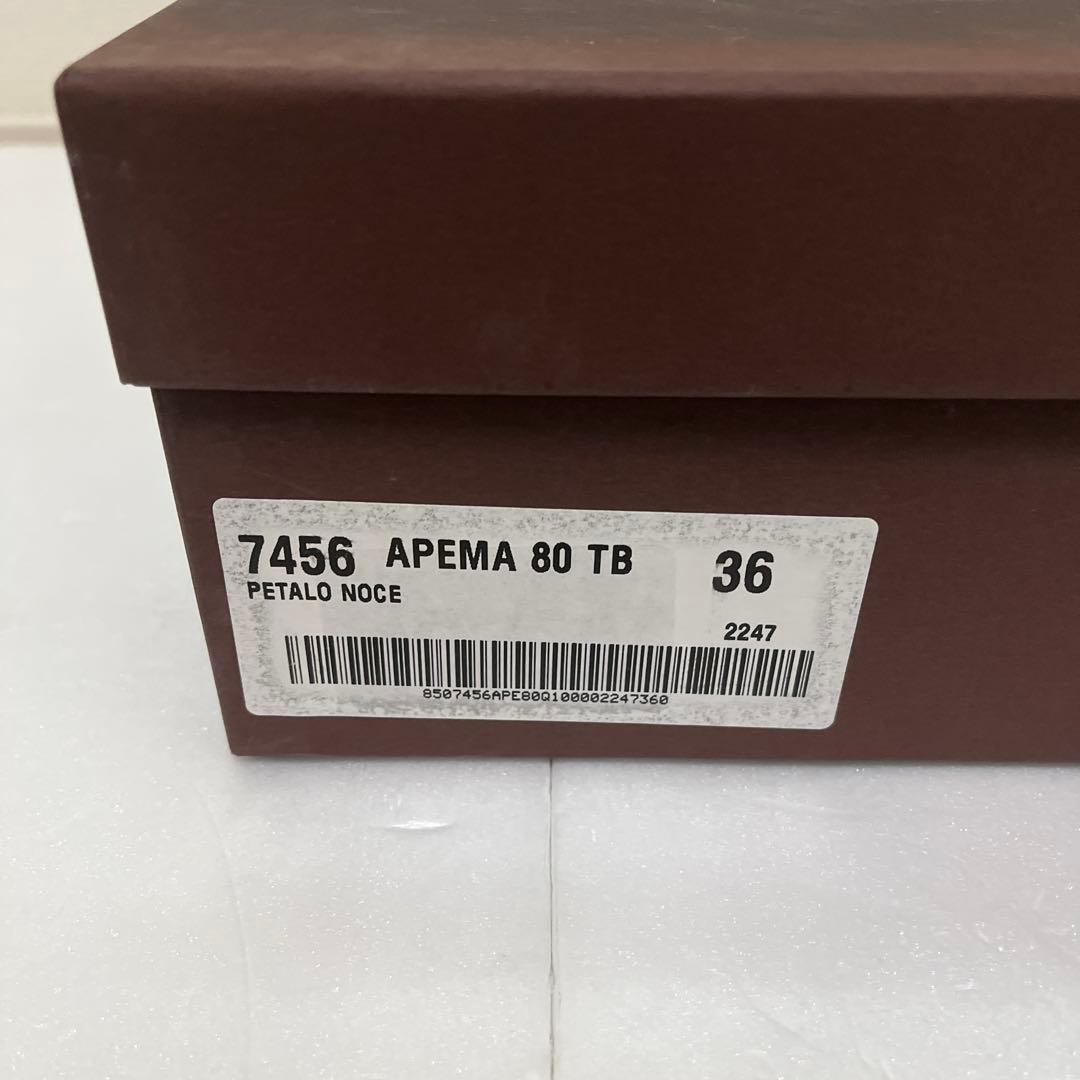 7456 APEMA 80 TB 36
PETALO NOCE
2247
8507456APE80Q100002247360